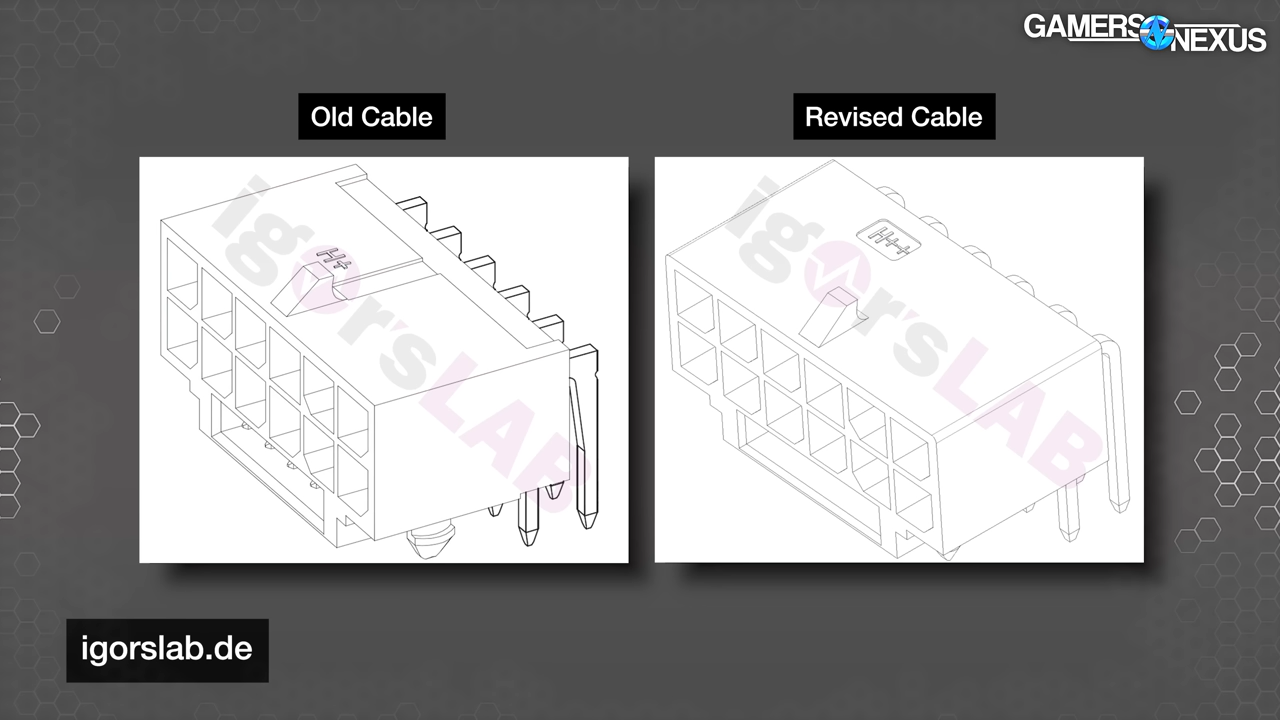 GAMERS NEXUS
Old Cable
Revised Cable
H+
igor'sLAB
H++
igor'sLAB
igorslab.de